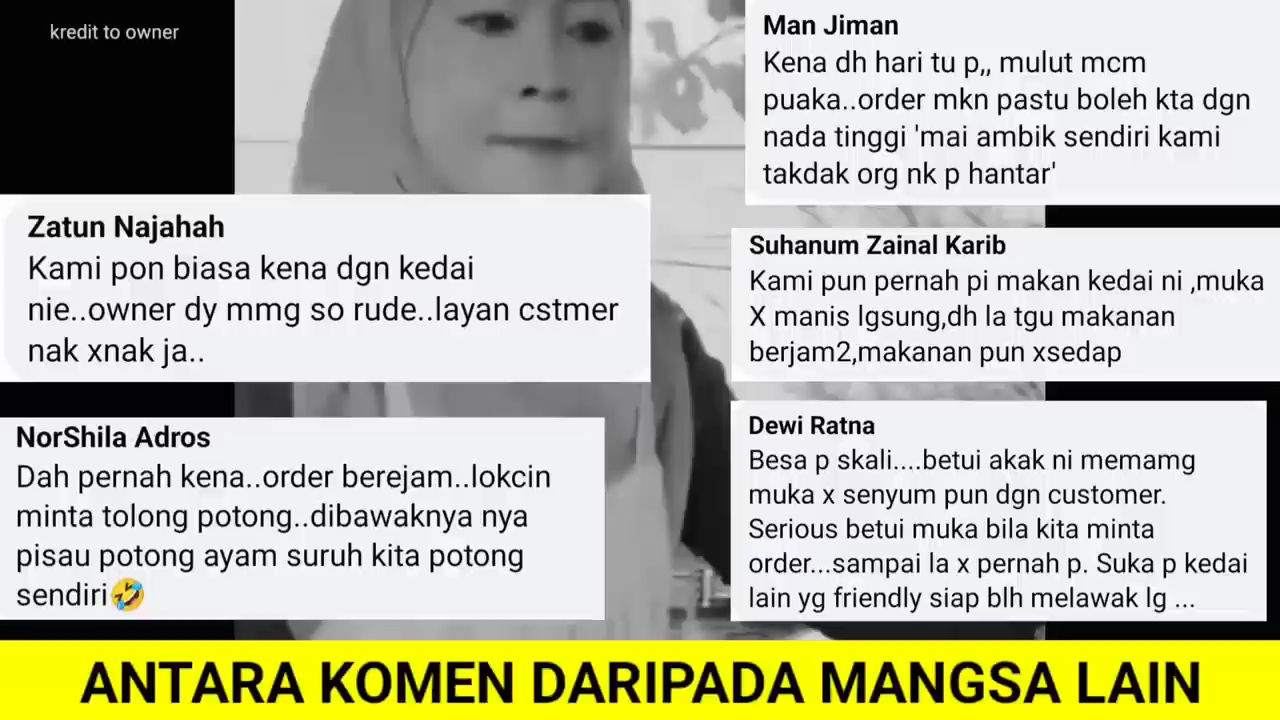 kredit to owner
Man Jiman
Kena dh hari tu p,, mulut mcm
puaka..order mkn pastu boleh kta dgn
nada tinggi 'mai ambik sendiri kami
takdak org nk p hantar'
Zatun Najahah
Kami pon biasa kena dgn kedai
nie..owner dy mmg so rude..layan cstmer
nak xnak ja..
Suhanum Zainal Karib
Kami pun pernah pi makan kedai ni ,muka
X manis lgsung,dh la tgu makanan
berjam2,makanan pun xsedap
NorShila Adros
Dah pernah kena..order berejam..lokcin
minta tolong potong..dibawaknya nya
pisau potong ayam suruh kita potong
sendiri🤣
Dewi Ratna
Besa p skali....betui akak ni memamg
muka x senyum pun dgn customer.
Serious betui muka bila kita minta
order...sampai la x pernah p. Suka p kedai
lain yg friendly siap blh melawak lg ...
ANTARA KOMEN DARIPADA MANGSA LAIN